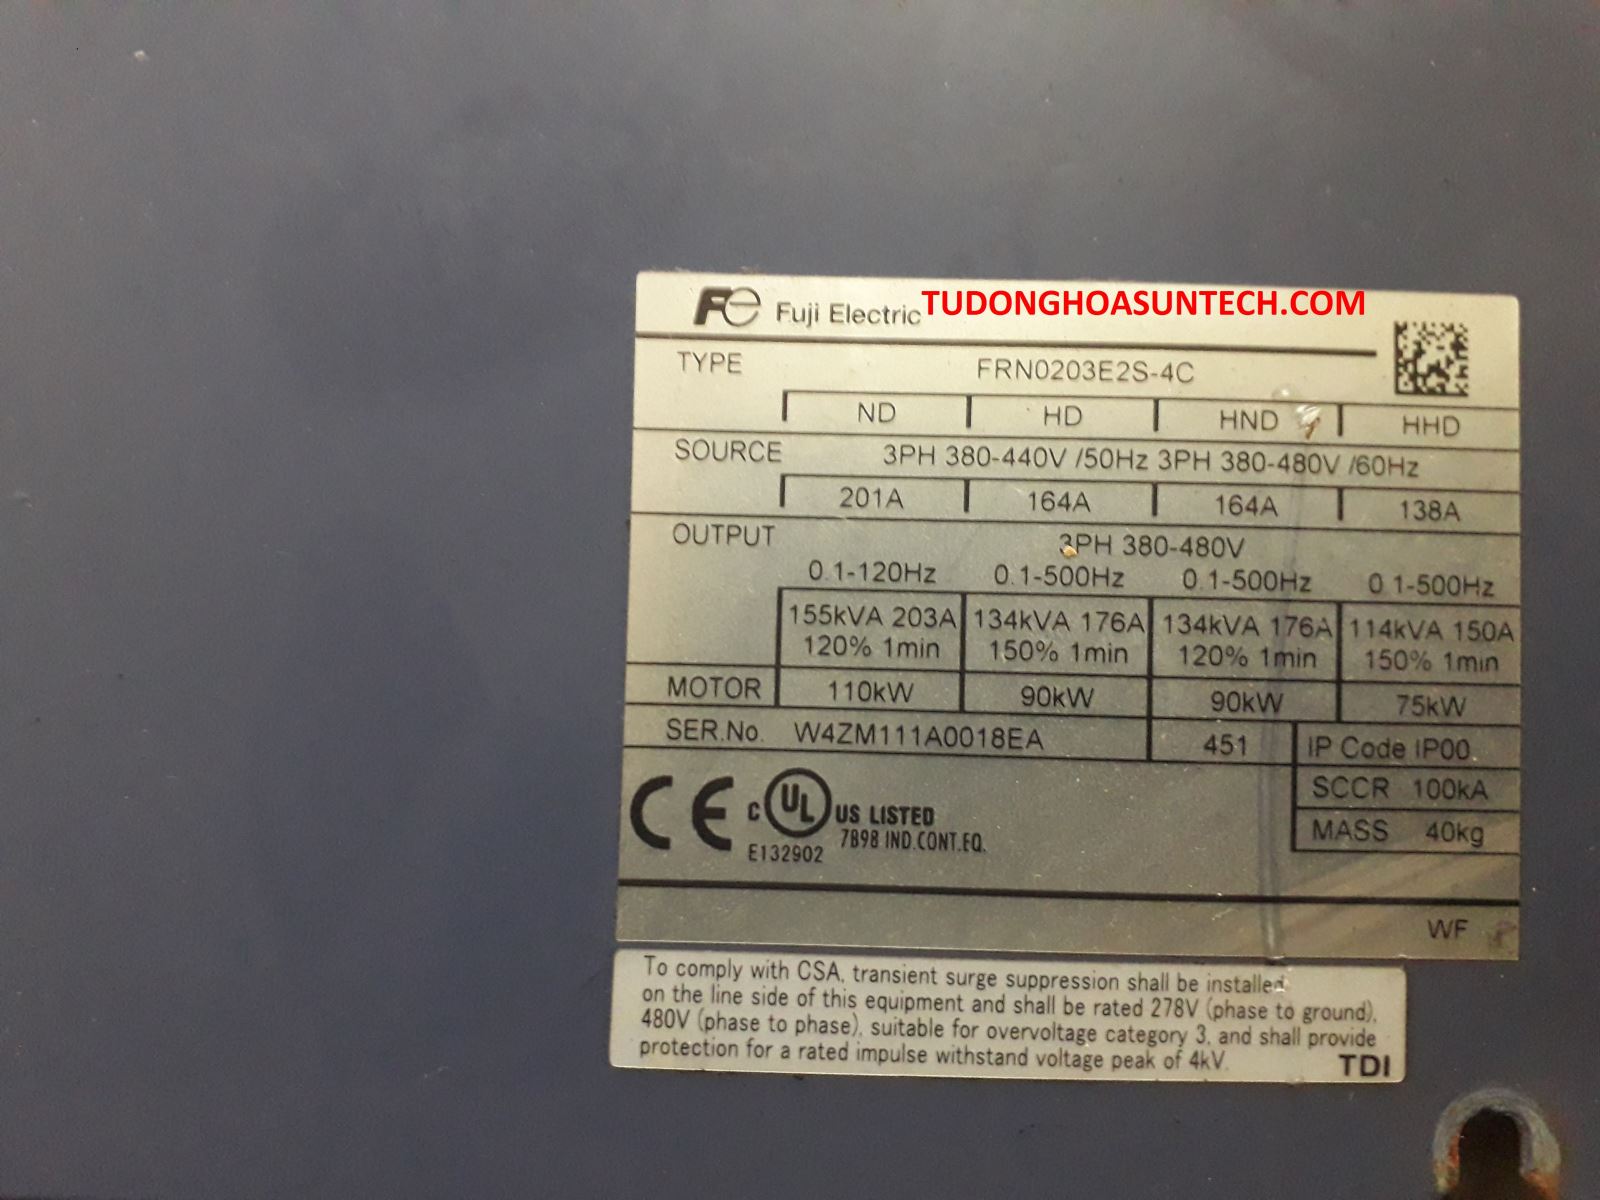 Fe Fuji Electric TUDONGHOASUNTECH.COM
TYPE FRN0203E2S-4C
ND HD HND HHD
SOURCE 3PH 380-440V /50Hz 3PH 380-480V /60Hz
201A 164A 164A 138A
OUTPUT 3PH 380-480V
0.1-120Hz 0.1-500Hz 0.1-500Hz 0.1-500Hz
155kVA 203A 134kVA 176A 134kVA 176A 114kVA 150A
120% 1min 150% 1min 120% 1min 150% 1min
MOTOR 110kW 90kW 90kW 75kW
SER.No. W4ZM111A0018EA 451 IP Code IP00
SCCR 100kA
CE C UL US LISTED
MASS 40kg
7B98 IND.CONT.EQ.
E132902
WF
To comply with CSA, transient surge suppression shall be installed
on the line side of this equipment and shall be rated 278V (phase to ground),
480V (phase to phase), suitable for overvoltage category 3, and shall provide
protection for a rated impulse withstand voltage peak of 4kV.
TDI